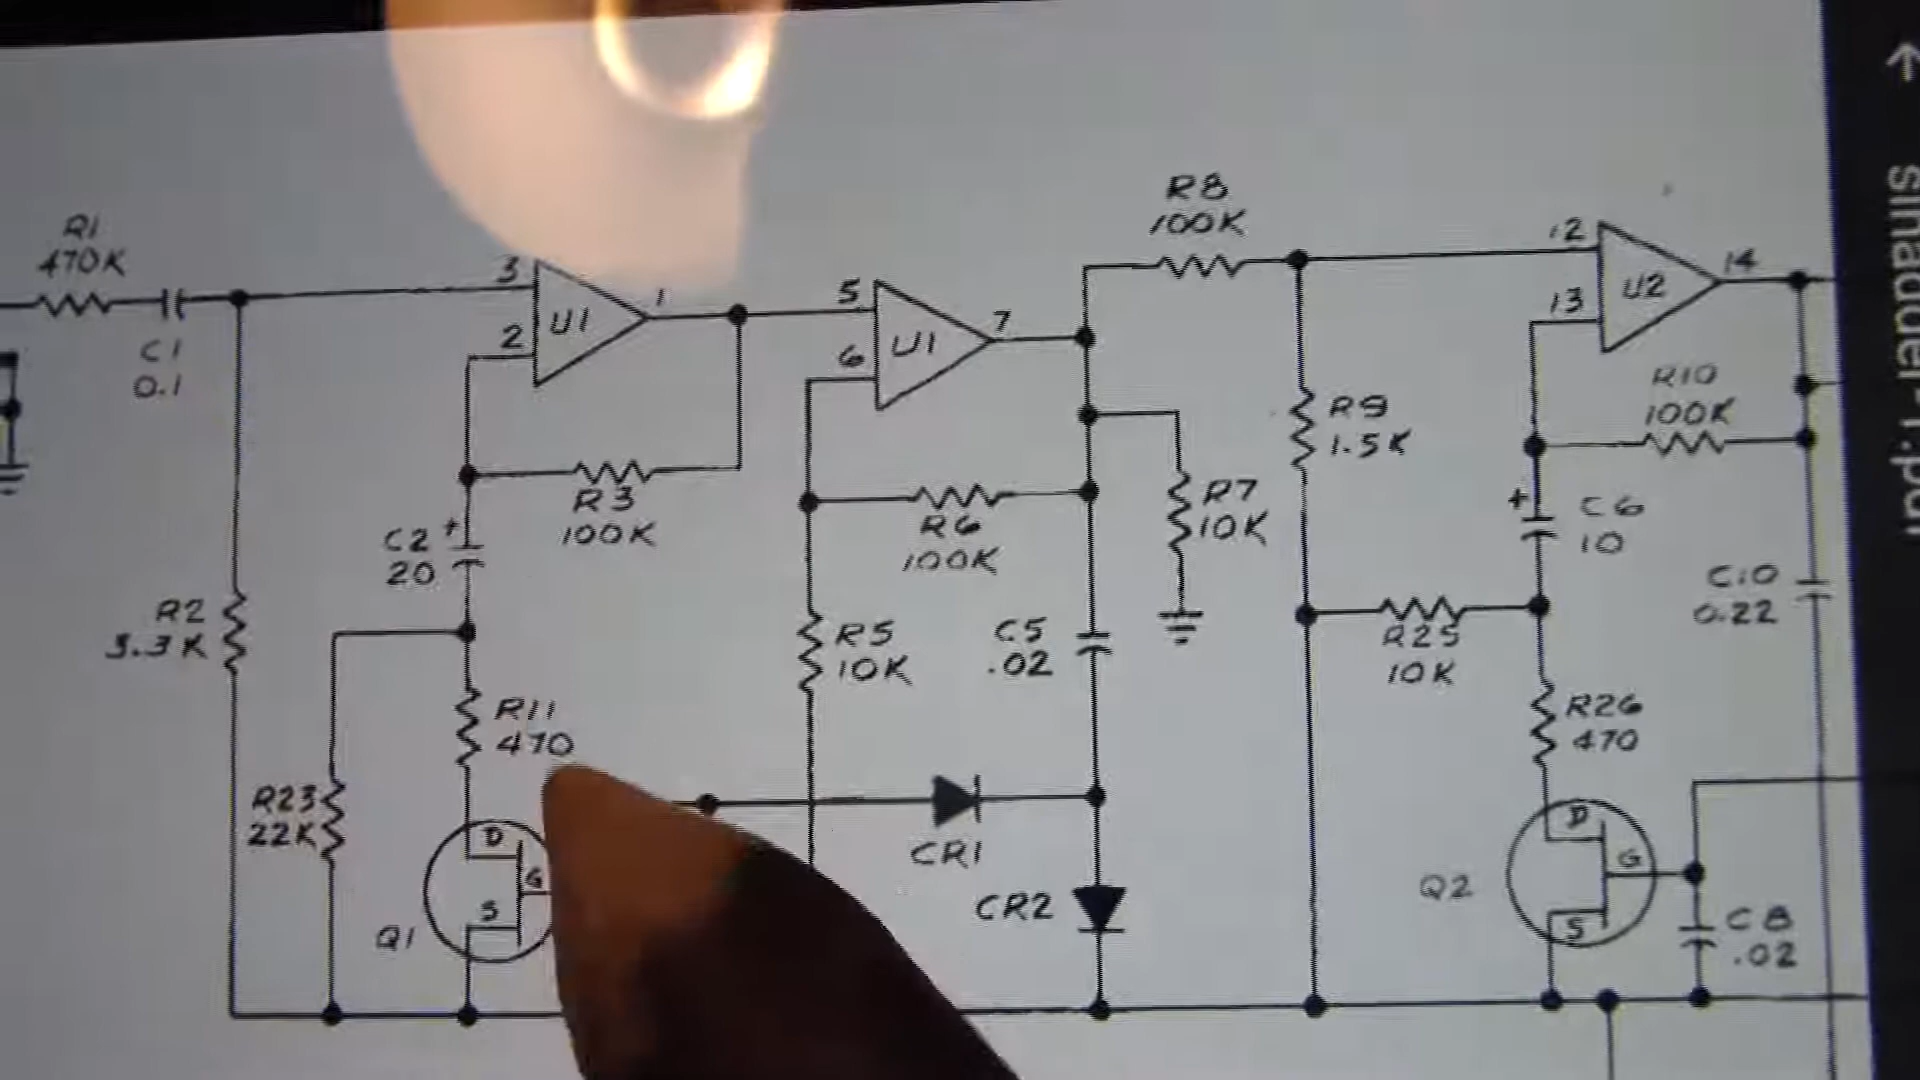 R1
470K
C1
0.1
R2
3.3K
3
2
U1
1
R3
100K
C2 +
20
R11
470
R23
22K
D
G
S
Q1
5
6
U1
7
R6
100K
R5
10K
C5
.02
CR1
CR2
R7
10K
R8
100K
R9
1.5K
12
13
U2
14
R10
100K
+ C6
10
C10
0.22
R25
10K
R26
470
D
G
S
Q2
C8
.02
sinadder-1.pdf